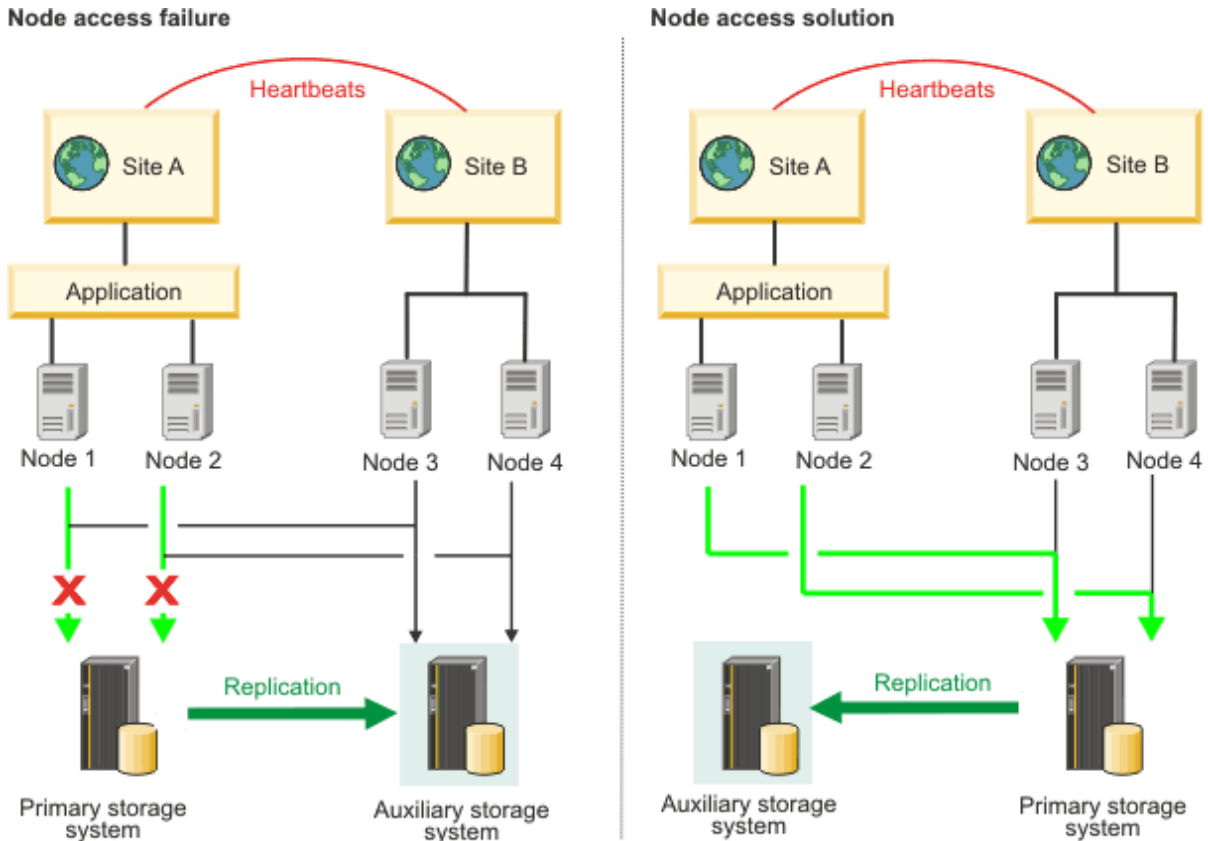 Node access failure
Heartbeats
Site A
Site B
Application
Node 1
Node 2
Node 3
Node 4
X
X
Replication
Primary storage
system
Auxiliary storage
system
Node access solution
Heartbeats
Site A
Site B
Application
Node 1
Node 2
Node 3
Node 4
Replication
Auxiliary storage
system
Primary storage
system